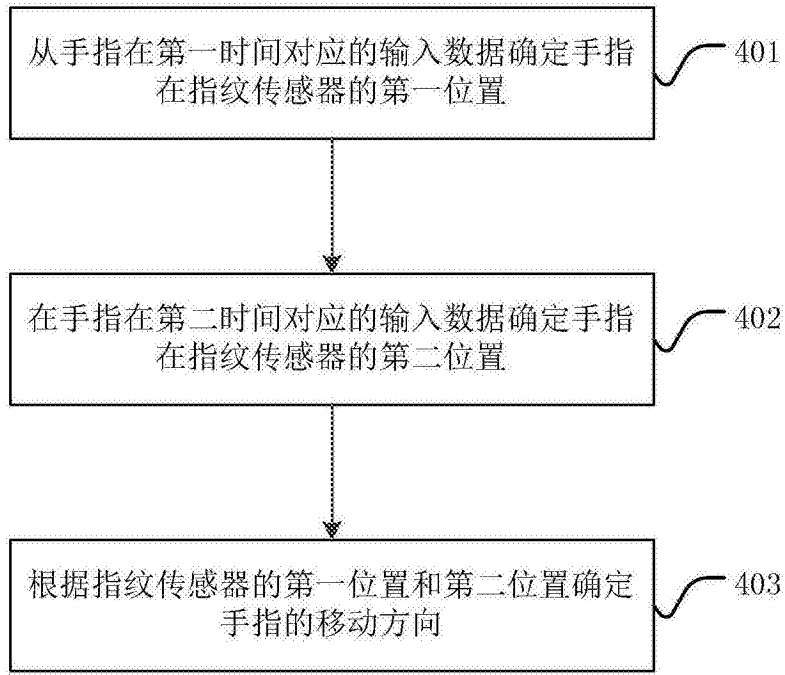 从手指在第一时间对应的输入数据确定手指
在指纹传感器的第一位置
401
在手指在第二时间对应的输入数据确定手指
在指纹传感器的第二位置
402
根据指纹传感器的第一位置和第二位置确定
手指的移动方向
403